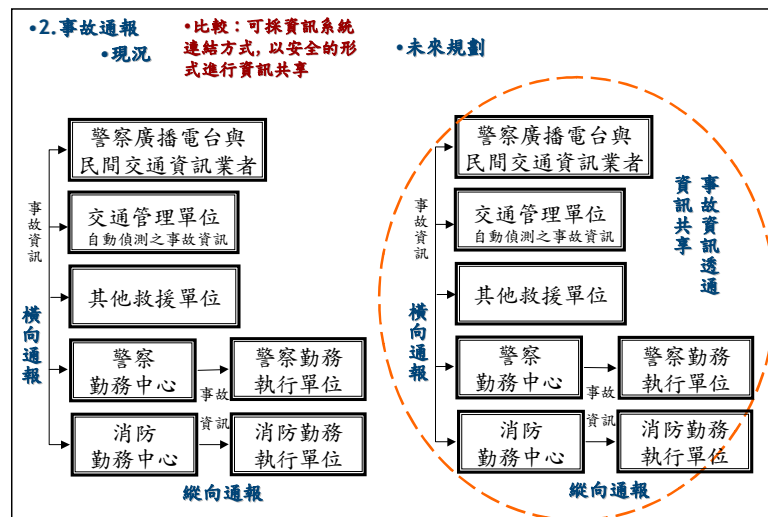 •2.事故通報
•現況
•比較：可採資訊系統
連結方式, 以安全的形
式進行資訊共享
•未來規劃
警察廣播電台與
民間交通資訊業者
交通管理單位
自動偵測之事故資訊
其他救援單位
警察
勤務中心
警察勤務
執行單位
消防
勤務中心
消防勤務
執行單位
事故資訊
橫向通報
事故
資訊
縱向通報
警察廣播電台與
民間交通資訊業者
交通管理單位
自動偵測之事故資訊
其他救援單位
警察
勤務中心
警察勤務
執行單位
消防
勤務中心
消防勤務
執行單位
事故資訊
橫向通報
事故
資訊
縱向通報
事故資訊透通
資訊共享